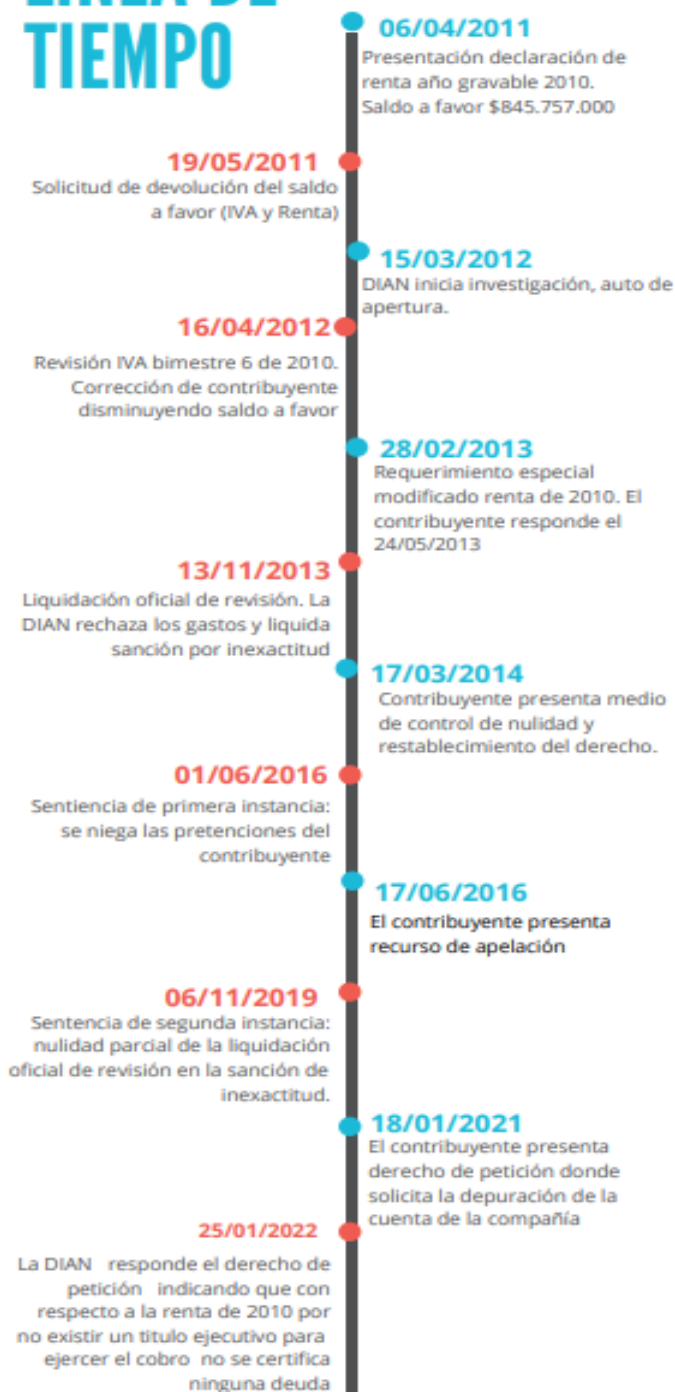 LÍNEA DE
TIEMPO
06/04/2011
Presentación declaración de
renta año gravable 2010.
Saldo a favor $845.757.000
19/05/2011
Solicitud de devolución del saldo
a favor (IVA y Renta)
15/03/2012
DIAN inicia investigación, auto de
apertura.
16/04/2012
Revisión IVA bimestre 6 de 2010.
Corrección de contribuyente
disminuyendo saldo a favor
28/02/2013
Requerimiento especial
modificado renta de 2010. El
contribuyente responde el
24/05/2013
13/11/2013
Liquidación oficial de revisión. La
DIAN rechaza los gastos y liquida
sanción por inexactitud
17/03/2014
Contribuyente presenta medio
de control de nulidad y
restablecimiento del derecho.
01/06/2016
Sentiencia de primera instancia:
se niega las pretenciones del
contribuyente
17/06/2016
El contribuyente presenta
recurso de apelación
06/11/2019
Sentencia de segunda instancia:
nulidad parcial de la liquidación
oficial de revisión en la sanción de
inexactitud.
18/01/2021
El contribuyente presenta
derecho de petición donde
solicita la depuración de la
cuenta de la compañía
25/01/2022
La DIAN responde el derecho de
petición indicando que con
respecto a la renta de 2010 por
no existir un titulo ejecutivo para
ejercer el cobro no se certifica
ninguna deuda